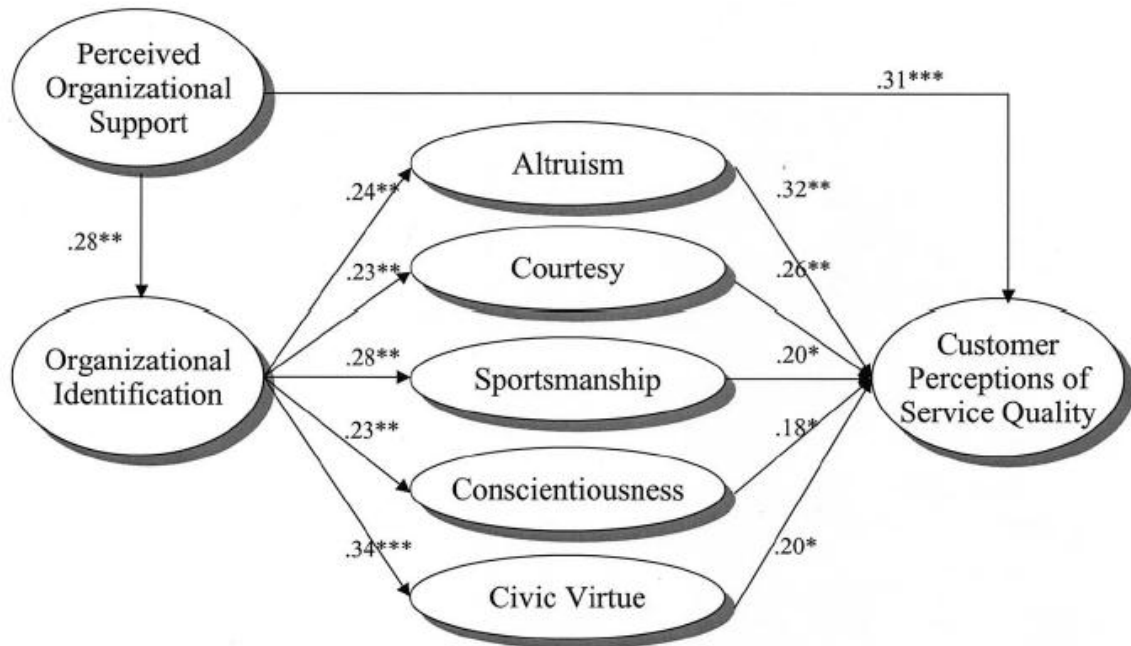 Perceived
Organizational
Support
.31***
Altruism
.24**
.32**
.28**
Courtesy
.23**
.26**
Organizational
Identification
.28**
Sportsmanship
.20*
Customer
Perceptions of
Service Quality
.23**
.18*
Conscientiousness
.34***
.20*
Civic Virtue